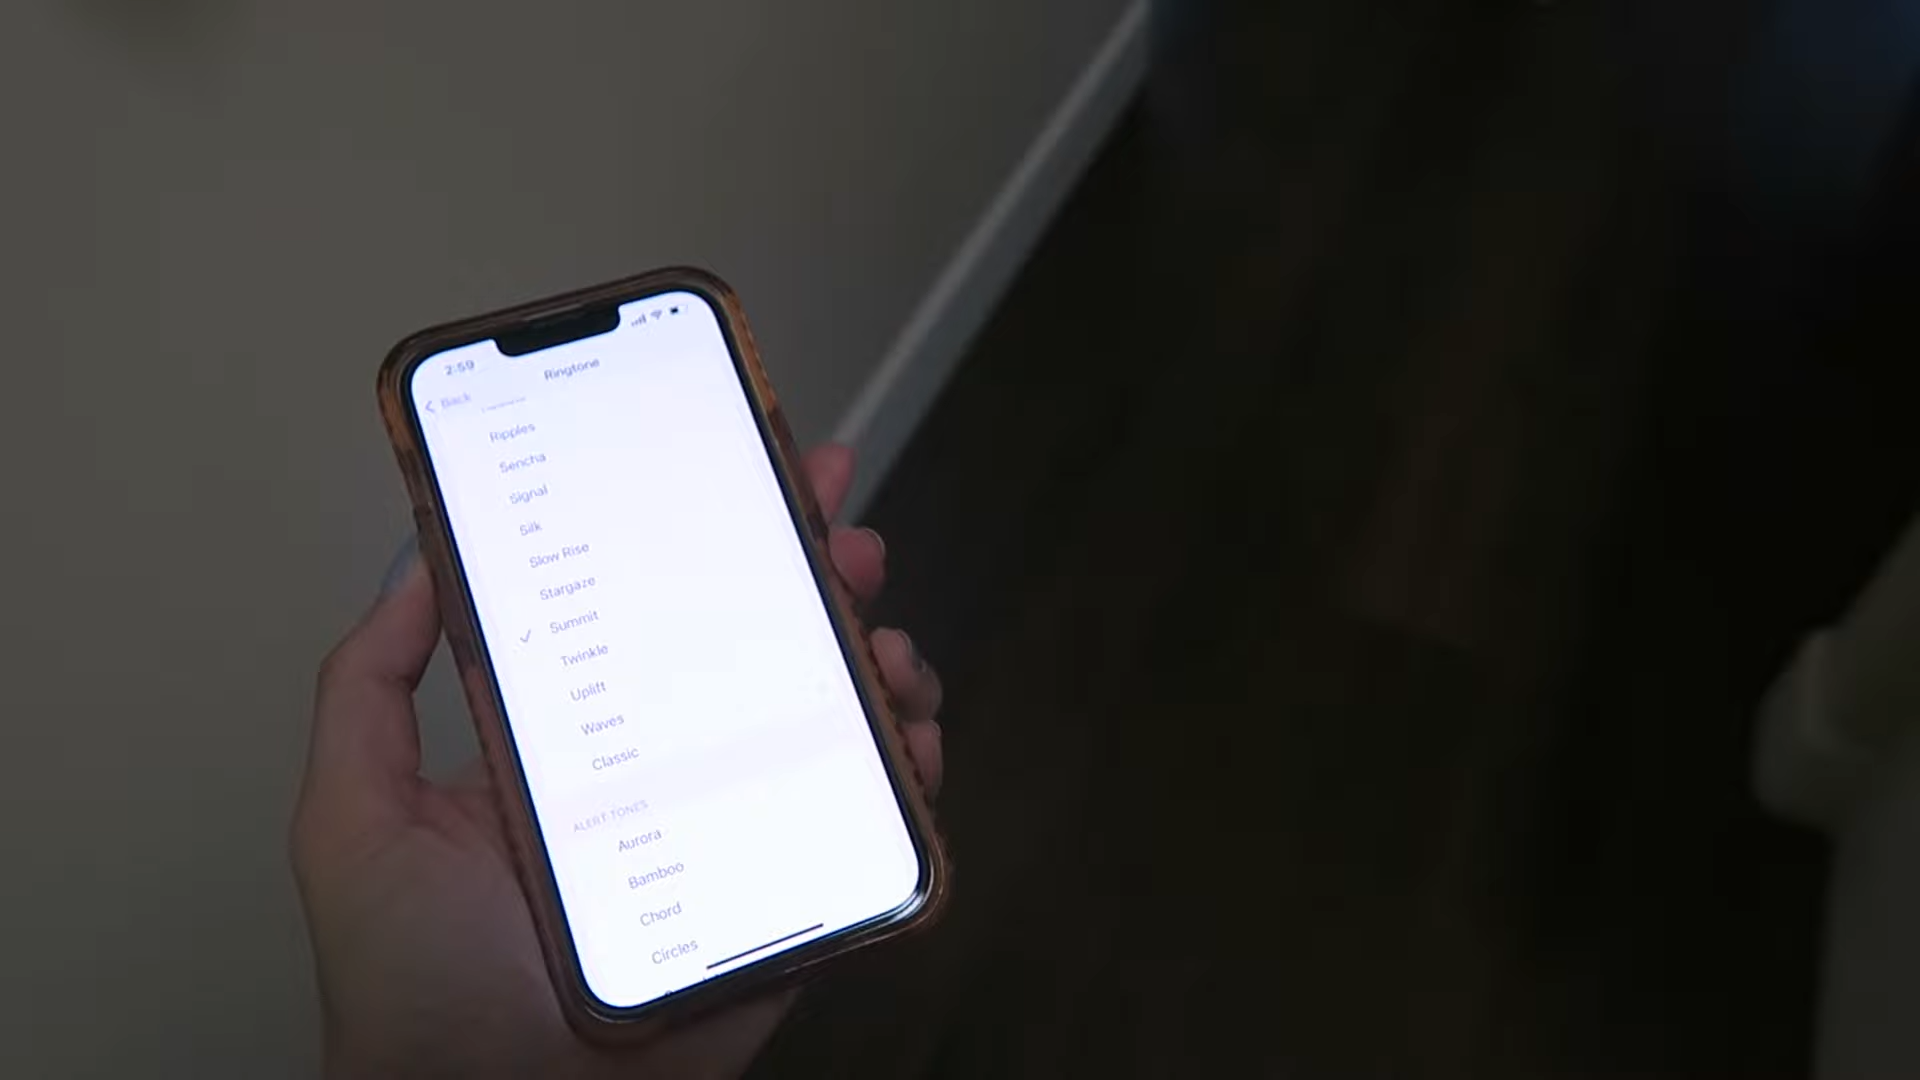 2:59
Ringtone
Back
Ripples
Sencha
Signal
Silk
Slow Rise
Stargaze
Summit
Twinkle
Uplift
Waves
Classic
ALERT TONES
Aurora
Bamboo
Chord
Circles